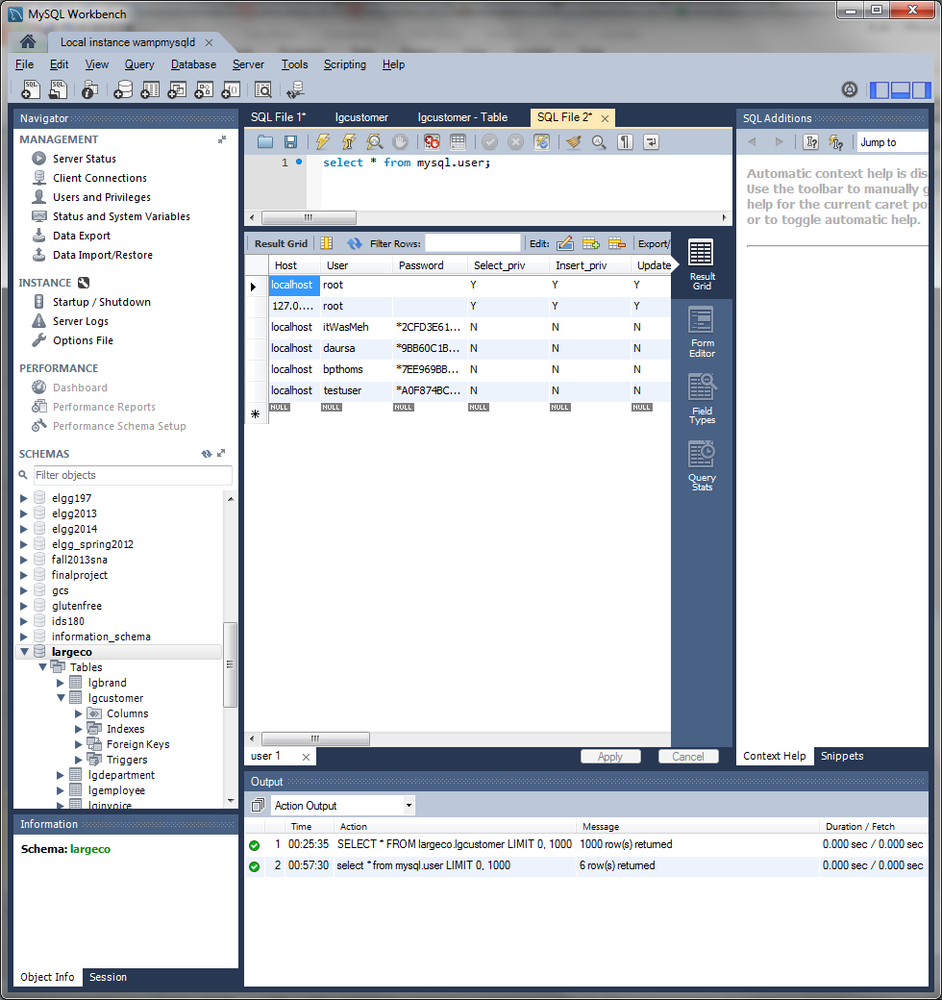 MySQL Workbench
Local instance wampmysqld
File Edit View Query Database Server Tools Scripting Help
Navigator
MANAGEMENT
Server Status
Client Connections
Users and Privileges
Status and System Variables
Data Export
Data Import/Restore
INSTANCE
Startup / Shutdown
Server Logs
Options File
PERFORMANCE
Dashboard
Performance Reports
Performance Schema Setup
SCHEMAS
Filter objects
elgg197
elgg2013
elgg2014
elgg_spring2012
fall2013sna
finalproject
gcs
glutenfree
ids180
information_schema
largeco
Tables
lgbrand
lgcustomer
Columns
Indexes
Foreign Keys
Triggers
lgdepartment
lgemployee
lginvoice
Information
Schema: largeco
Object Info Session
SQL File 1* lgcustomer lgcustomer - Table SQL File 2*
1 select * from mysql.user;
Result Grid Filter Rows: Edit: Export/
Host User Password Select_priv Insert_priv Update
localhost root Y Y Y
127.0.... root Y Y Y
localhost itWasMeh *2CFD3E61... N N N
localhost daursa *9BB60C1B... N N N
localhost bpthoms *7EE969BB... N N N
localhost testuser *A0F874BC... N N N
NULL NULL NULL NULL NULL NULL
Result
Grid
Form
Editor
Field
Types
Query
Stats
user 1 Apply Cancel
SQL Additions
Jump to
Automatic context help is dis
Use the toolbar to manually g
help for the current caret po
or to toggle automatic help.
Context Help Snippets
Output
Action Output
Time Action Message Duration / Fetch
1 00:25:35 SELECT * FROM largeco.lgcustomer LIMIT 0, 1000 1000 row(s) returned 0.000 sec / 0.000 sec
2 00:57:30 select * from mysql.user LIMIT 0, 1000 6 row(s) returned 0.000 sec / 0.000 sec